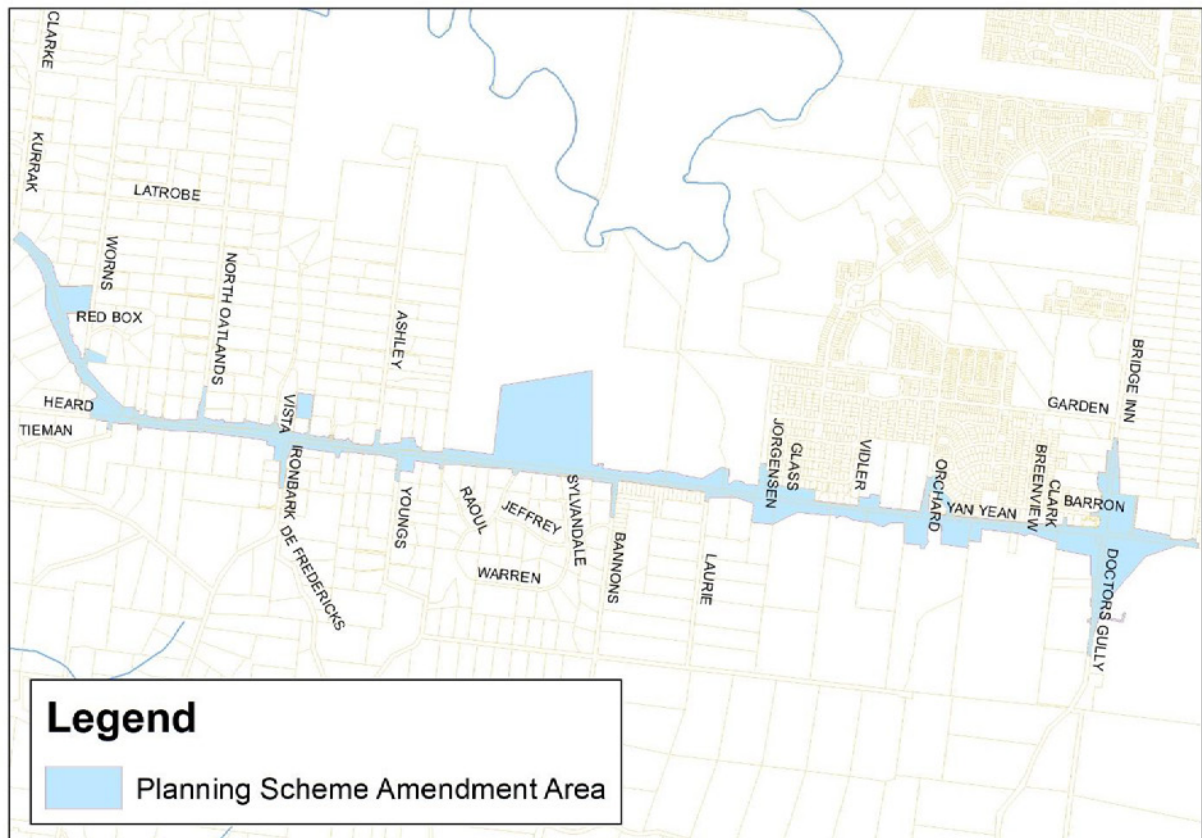 CLARKE
KURRAK
LATROBE
WORNS
NORTH OATLANDS
RED BOX
ASHLEY
BRIDGE INN
HEARD
VISTA
GARDEN
TIEMAN
IRONBARK
YOUNGS
RAOUL
JEFFREY
SYLVANDALE
JORGENSEN
GLASS
VIDLER
ORCHARD
YAN YEAN
BREENVIEW
CLARK
BARRON
DE FREDERICKS
WARREN
BANNONS
LAURIE
DOCTORS GULLY
Legend
Planning Scheme Amendment Area